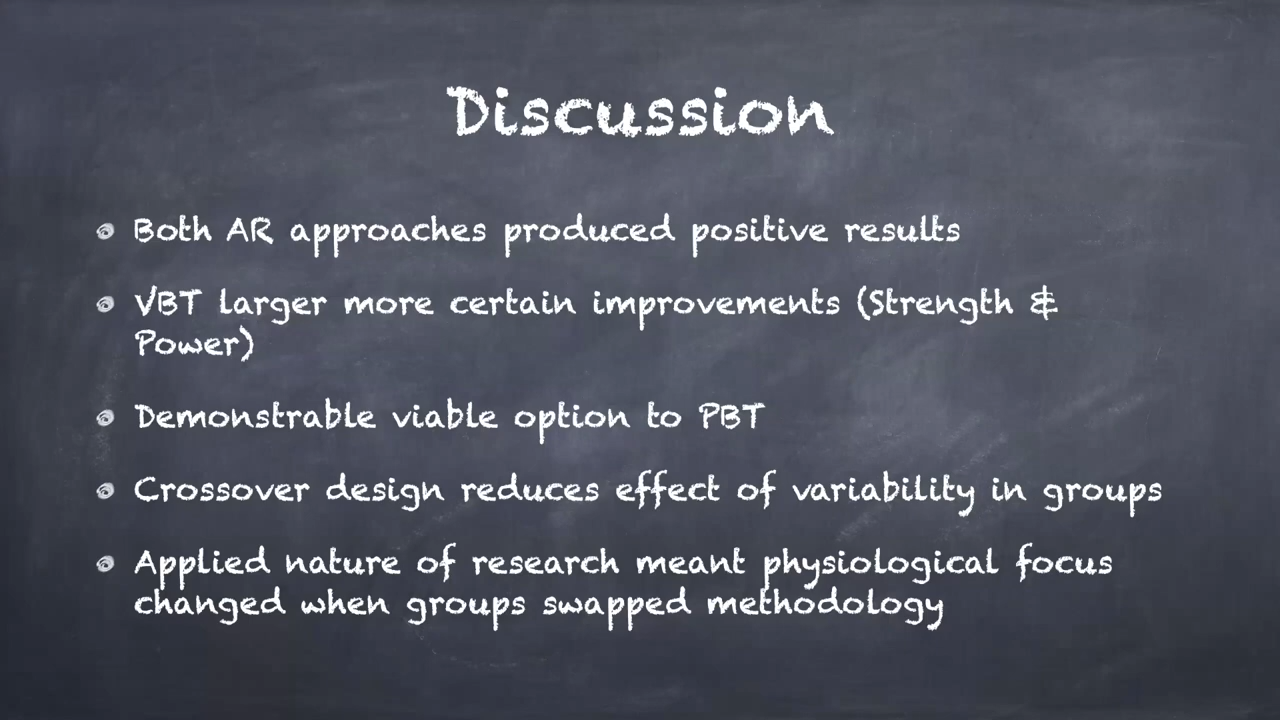 Discussion
Both AR approaches produced positive results
VBT larger more certain improvements (Strength &
Power)
Demonstrable viable option to PBT
Crossover design reduces effect of variability in groups
Applied nature of research meant physiological focus
changed when groups swapped methodology